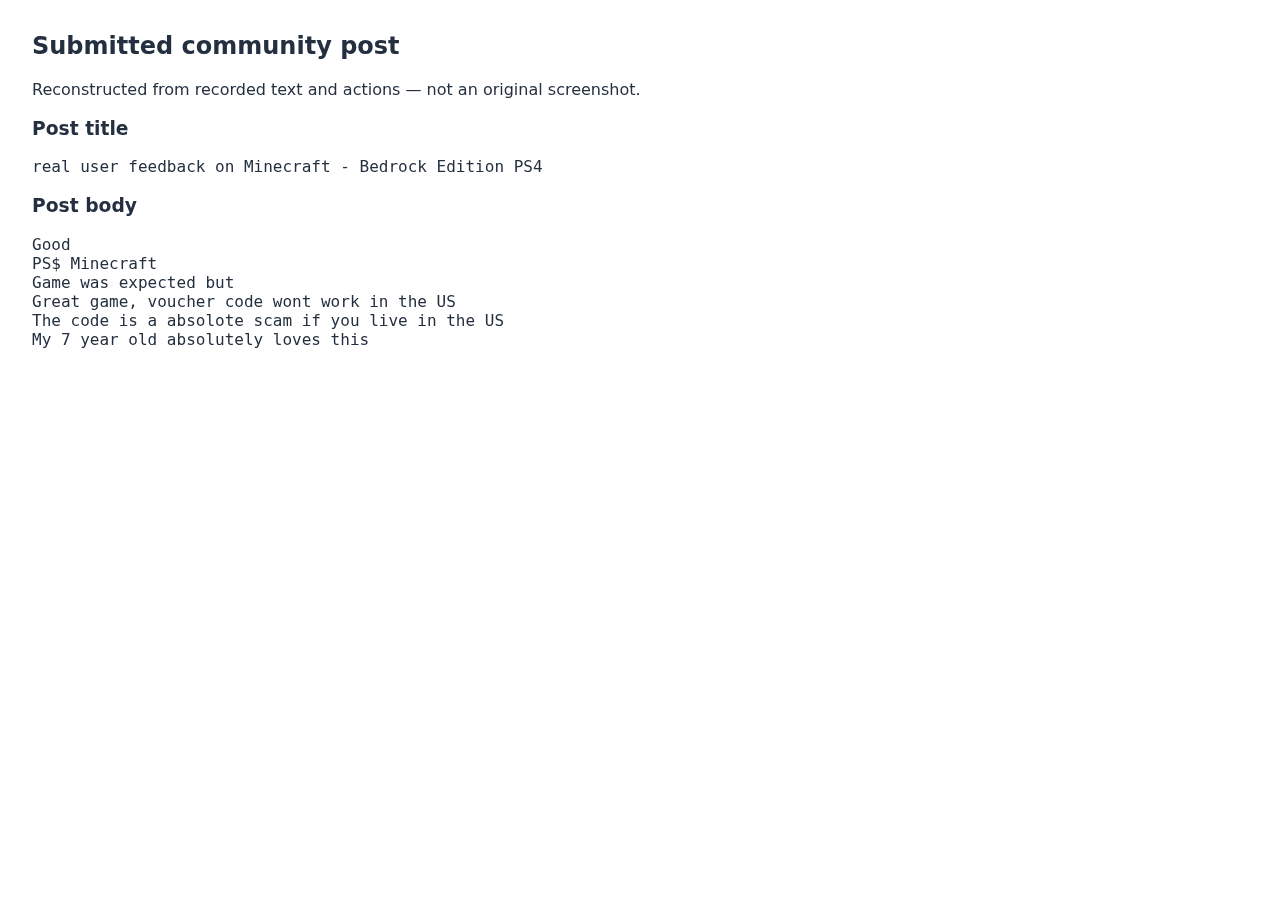 Submitted community post
Reconstructed from recorded text and actions — not an original screenshot.
Post title
real user feedback on Minecraft - Bedrock Edition PS4
Post body
Good
PS$ Minecraft
Game was expected but
Great game, voucher code wont work in the US
The code is a absolote scam if you live in the US
My 7 year old absolutely loves this